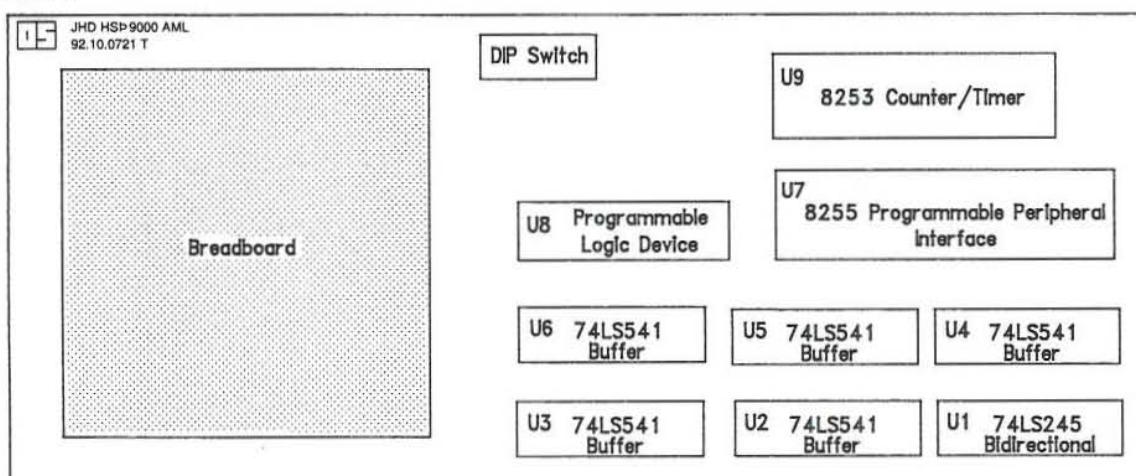 JHD HSÞ9000 AML
92.10.0721 T
DIP Switch
U9
8253 Counter/Timer
U7
8255 Programmable Peripheral
Interface
U8 Programmable
Logic Device
Breadboard
U6 74LS541
Buffer
U5 74LS541
Buffer
U4 74LS541
Buffer
U3 74LS541
Buffer
U2 74LS541
Buffer
U1 74LS245
Bidirectional